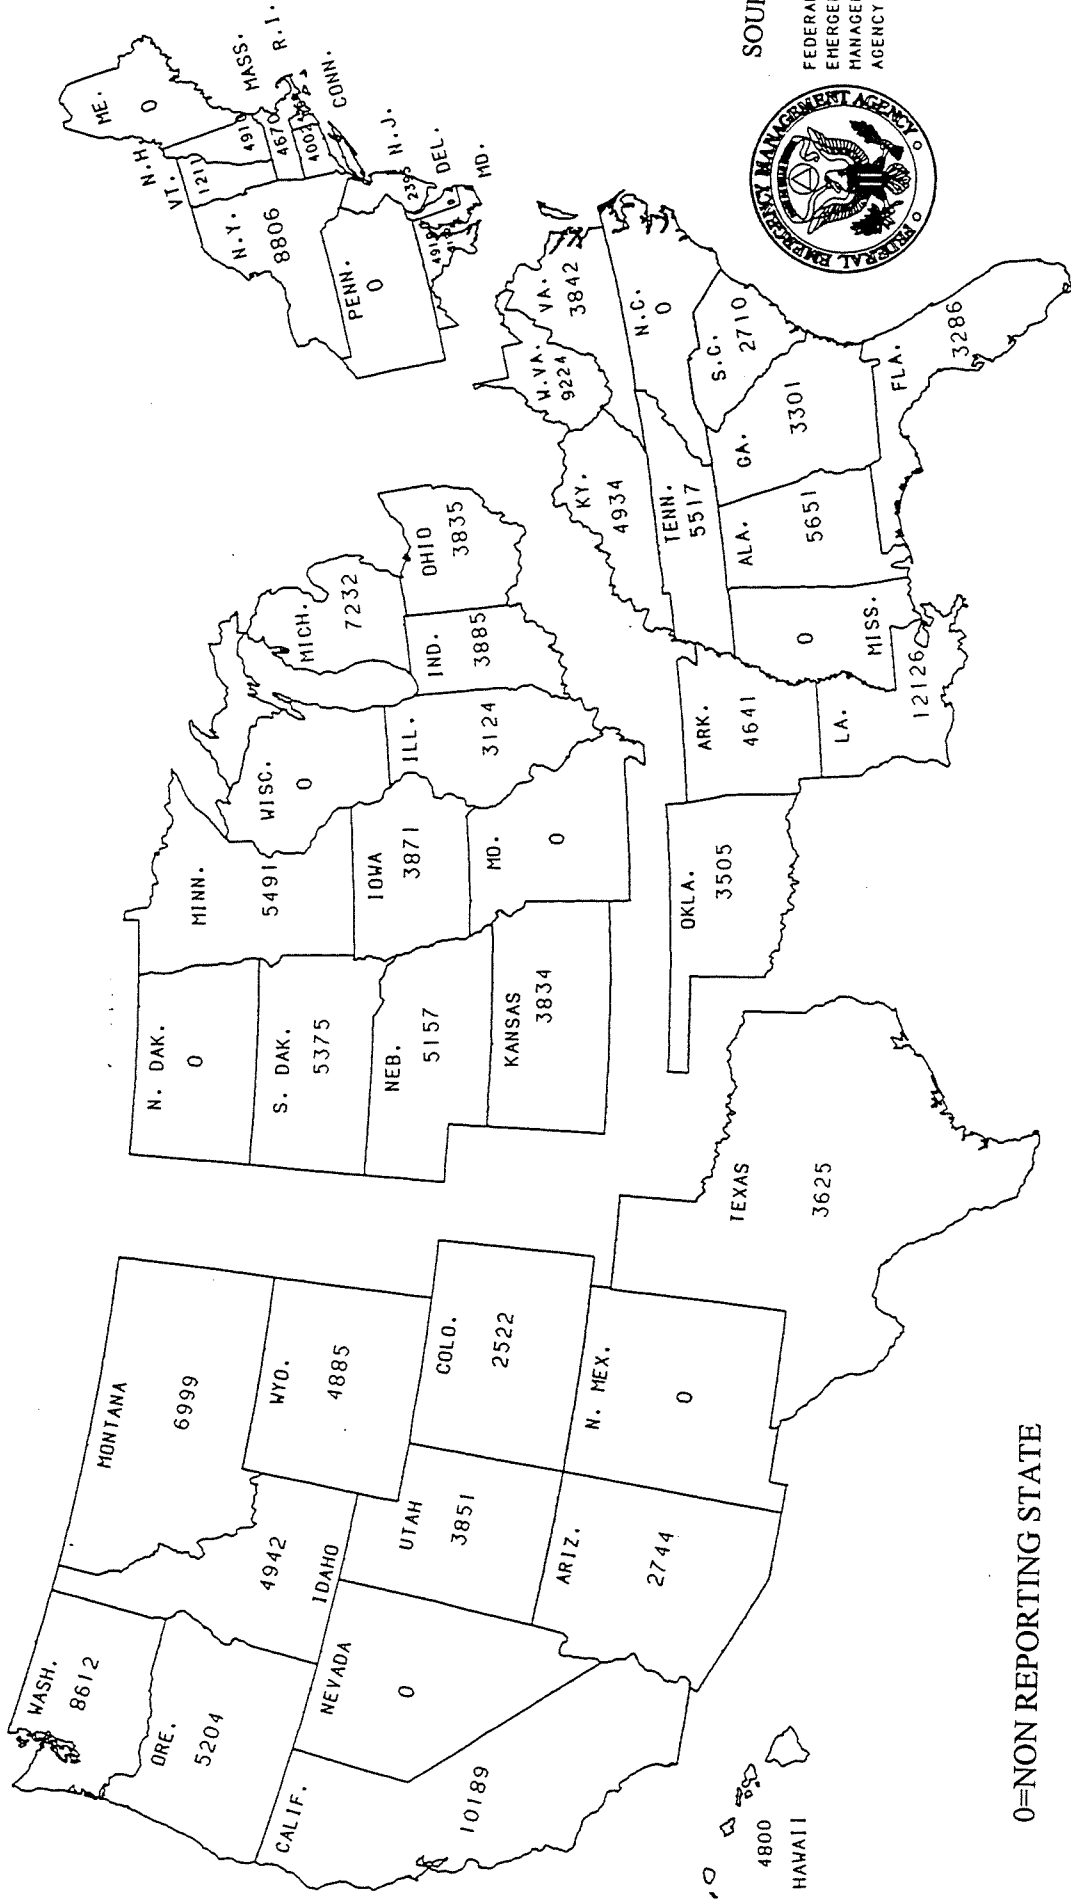 WASH.
8612
ORE.
5204
CALIF.
10189
NEVADA
0
IDAHO
4942
MONTANA
6999
WYO.
4885
UTAH
3851
COLO.
2522
ARIZ.
2744
N. MEX.
0
4800
HAWAII
N. DAK.
0
S. DAK.
5375
NEB.
5157
KANSAS
3834
TEXAS
3625
OKLA.
3505
MINN.
5491
IOWA
3871
MO.
0
WISC.
0
ILL.
3124
MICH.
7232
IND.
3885
OHIO
3835
ARK.
4641
LA.
12126
MISS.
0
ALA.
5651
TENN.
5517
KY.
4934
GA.
3301
FLA.
3286
S.C.
2710
N.C.
0
W.VA.
9224
VA.
3842
PENN.
0
N.Y.
8806
VT.
1211
N.H.
4910
ME.
0
MASS.
4670
R.I.
CONN.
4002
N.J.
2395
DEL.
MD.
0=NON REPORTING STATE
FEDERAL EMERGENCY MANAGEMENT AGENCY